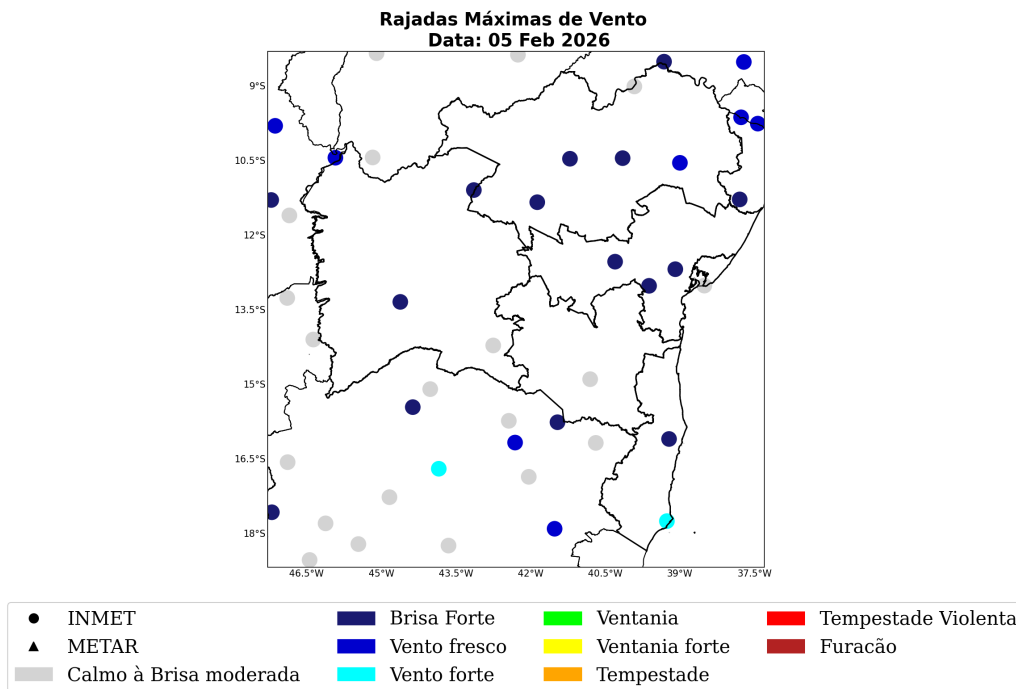 Rajadas Máximas de Vento
Data: 05 Feb 2026
9°S
10.5°S
12°S
13.5°S
15°S
16.5°S
18°S
46.5°W 45°W 43.5°W 42°W 40.5°W 39°W 37.5°W
INMET
METAR
Calmo à Brisa moderada
Brisa Forte
Vento fresco
Vento forte
Ventania
Ventania forte
Tempestade
Tempestade Violenta
Furacão